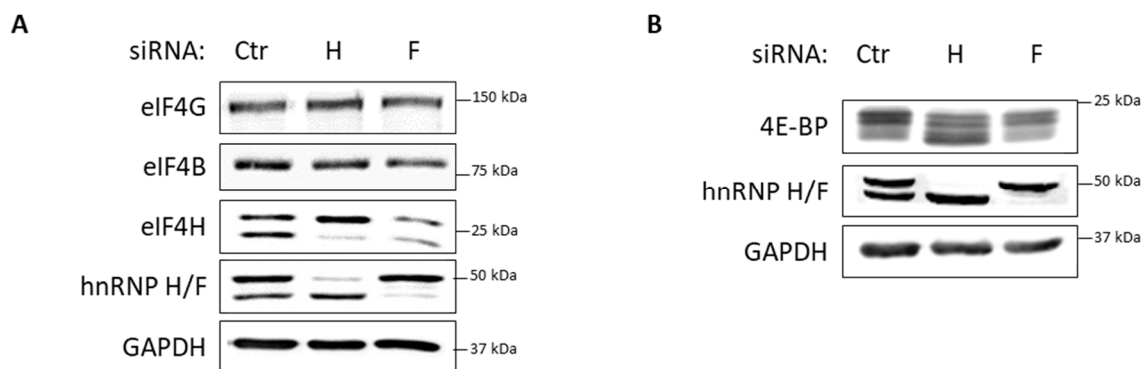 A
siRNA: Ctr H F
eIF4G 150 kDa
eIF4B 75 kDa
eIF4H 25 kDa
hnRNP H/F 50 kDa
GAPDH 37 kDa
B
siRNA: Ctr H F
4E-BP 25 kDa
hnRNP H/F 50 kDa
GAPDH 37 kDa